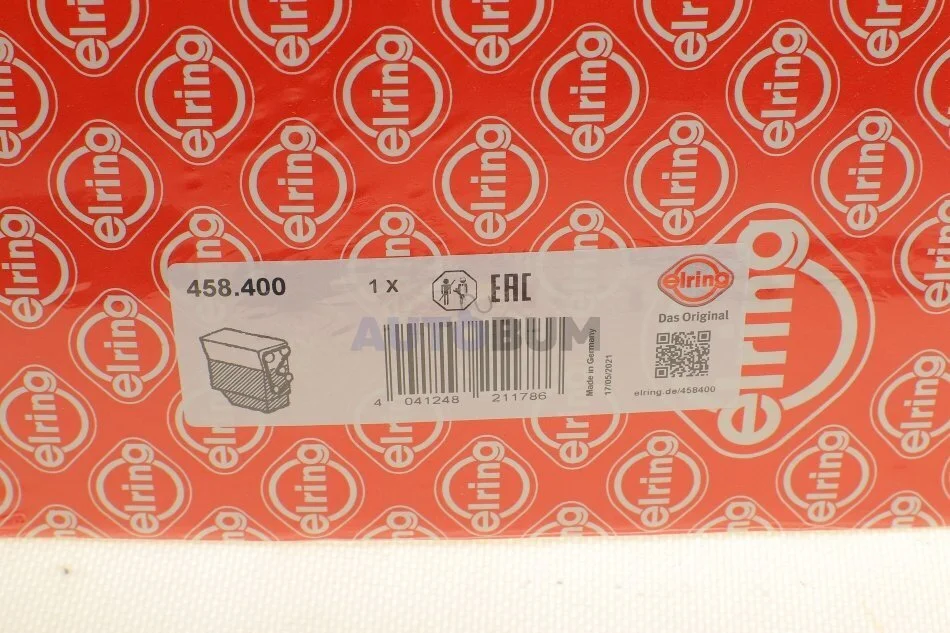 458.400
1 X
EAC
elring
Das Original
AUTOBUM
4 041248 211786
Made in Germany
17/05/2021
elring.de/458400
elring